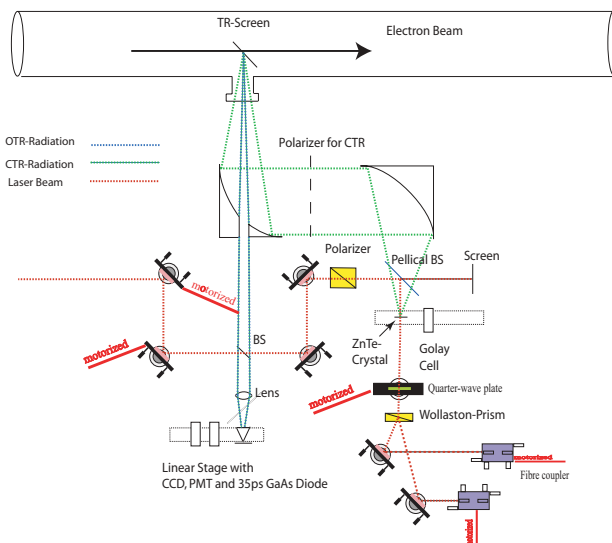 TR-Screen
Electron Beam
OTR-Radiation
CTR-Radiation
Laser Beam
Polarizer for CTR
Polarizer
Pellical BS
Screen
motorized
motorized
BS
ZnTe-
Crystal
Golay
Cell
Lens
motorized
Quarter-wave plate
Wollaston-Prism
Linear Stage with
CCD, PMT and 35ps GaAs Diode
motorized
Fibre coupler
motorized